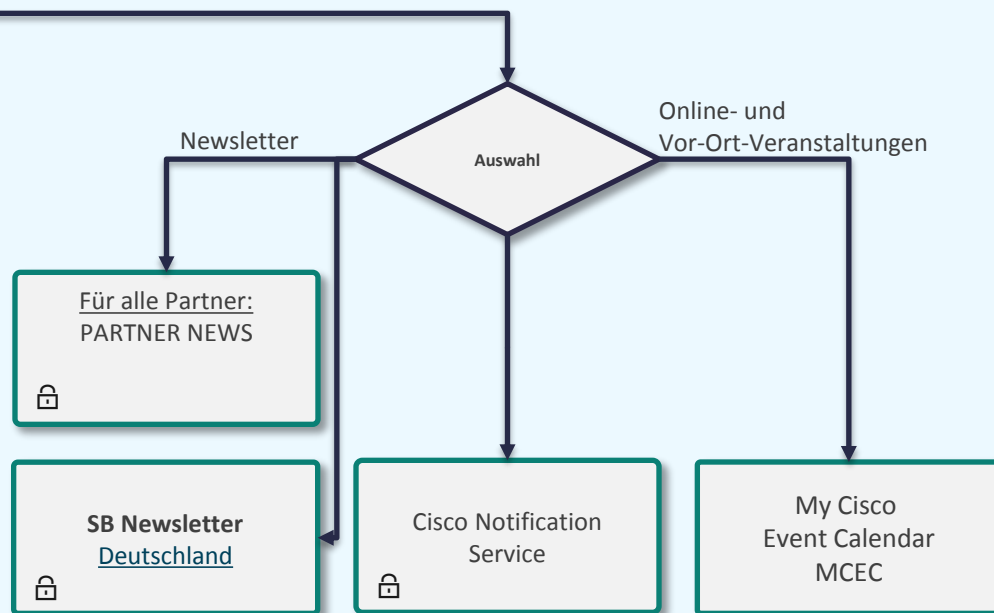 Newsletter
Auswahl
Online- und
Vor-Ort-Veranstaltungen
Für alle Partner:
PARTNER NEWS
SB Newsletter
Deutschland
Cisco Notification
Service
My Cisco
Event Calendar
MCEC